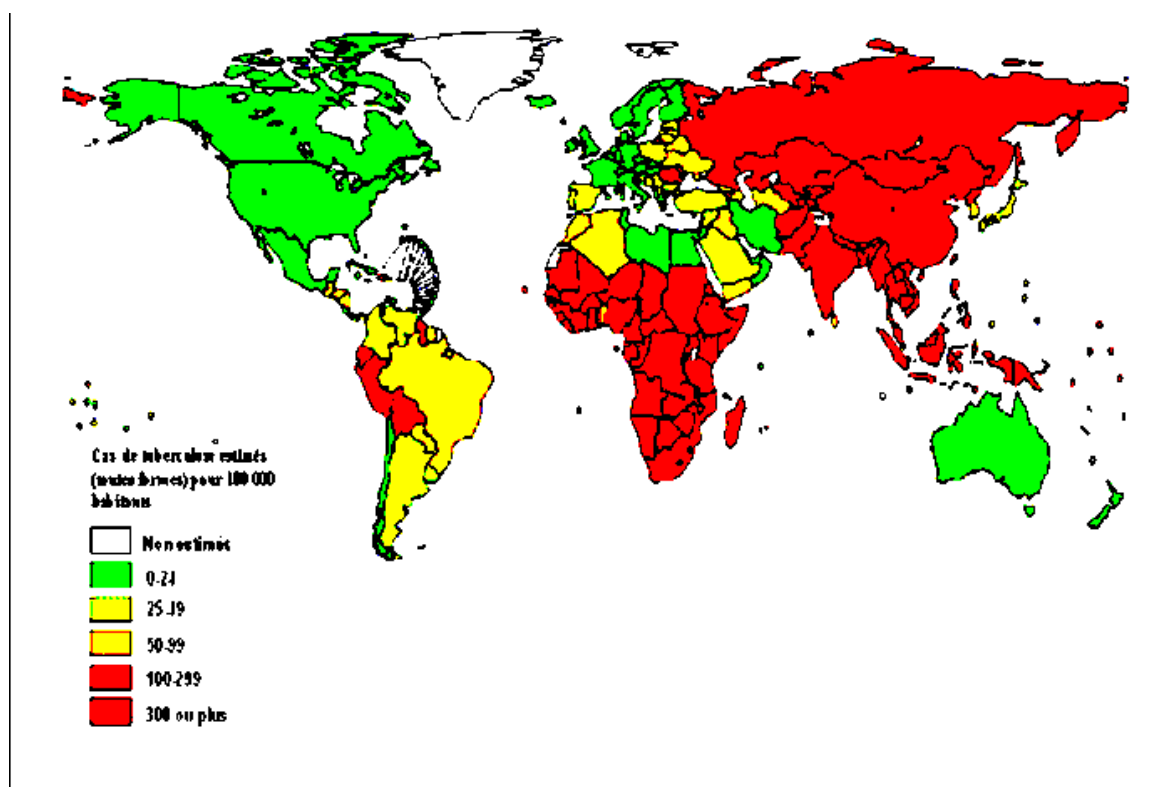 Cas de tuberculose estimés
(toutes formes) pour 100 000
habitants
Non estimés
0-24
25-49
50-99
100-299
300 ou plus